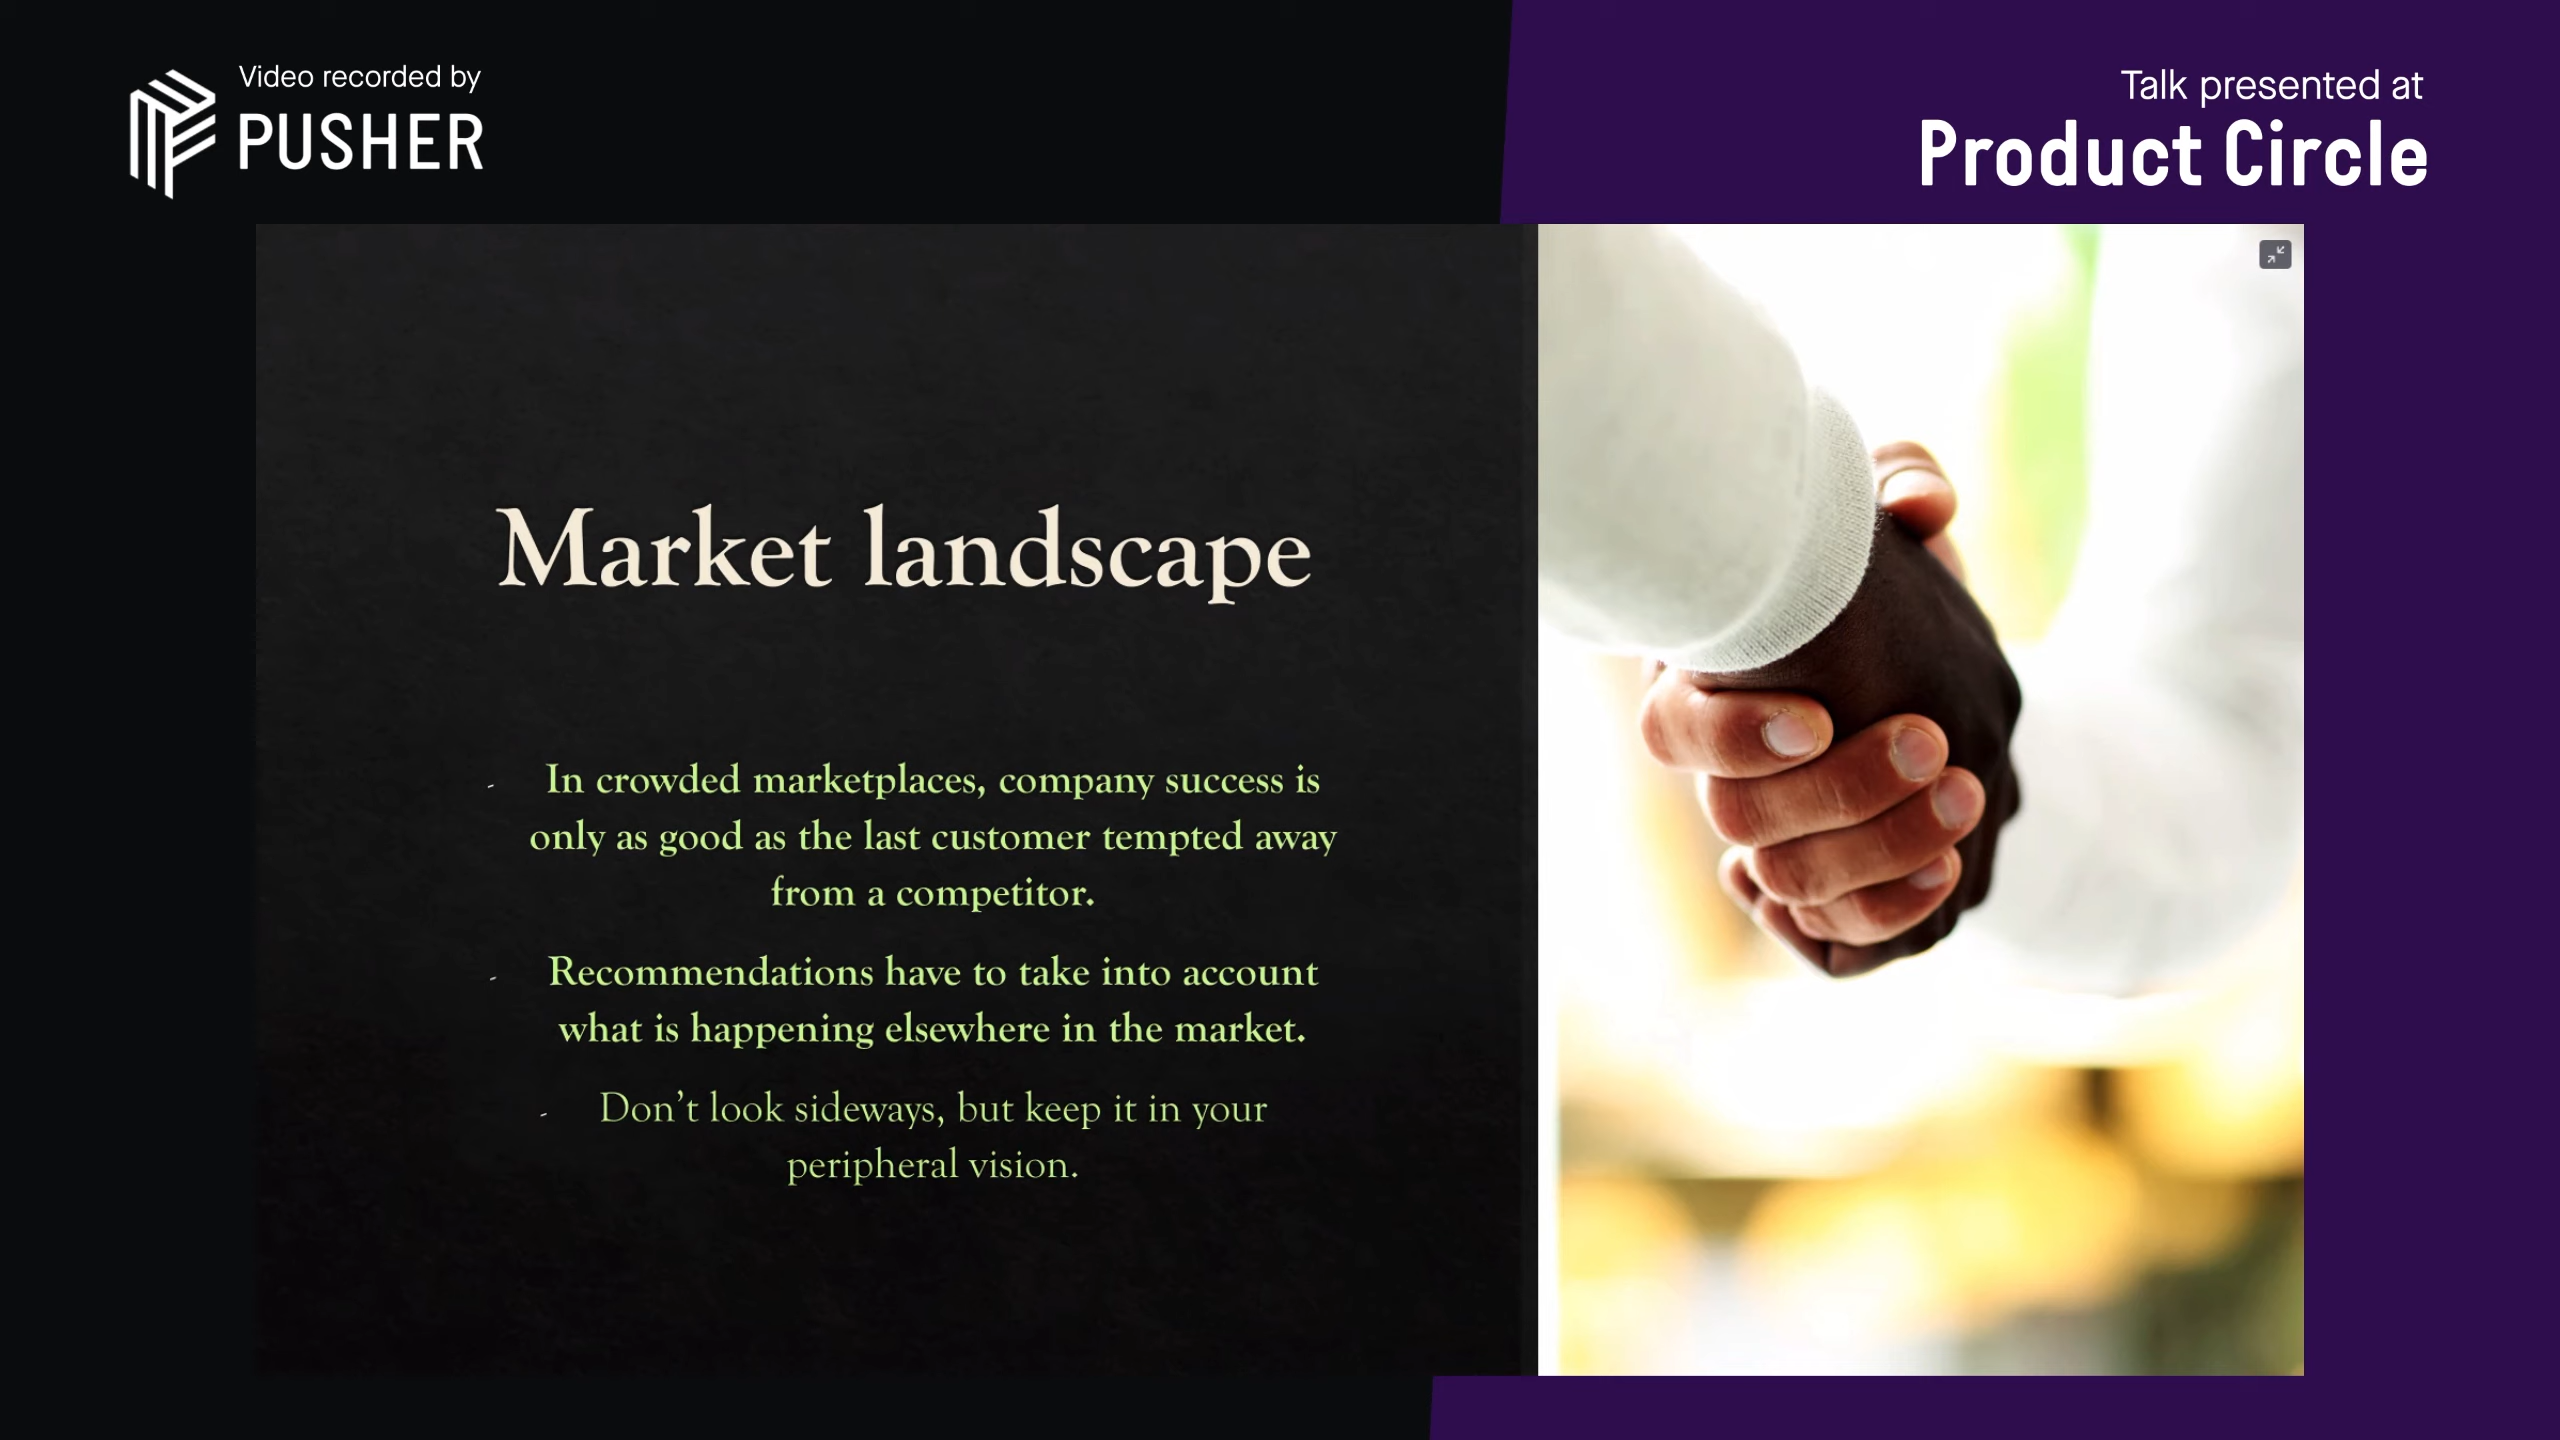 Video recorded by
PUSHER
Talk presented at
Product Circle
Market landscape
- In crowded marketplaces, company success is
only as good as the last customer tempted away
from a competitor.
- Recommendations have to take into account
what is happening elsewhere in the market.
- Don’t look sideways, but keep it in your
peripheral vision.